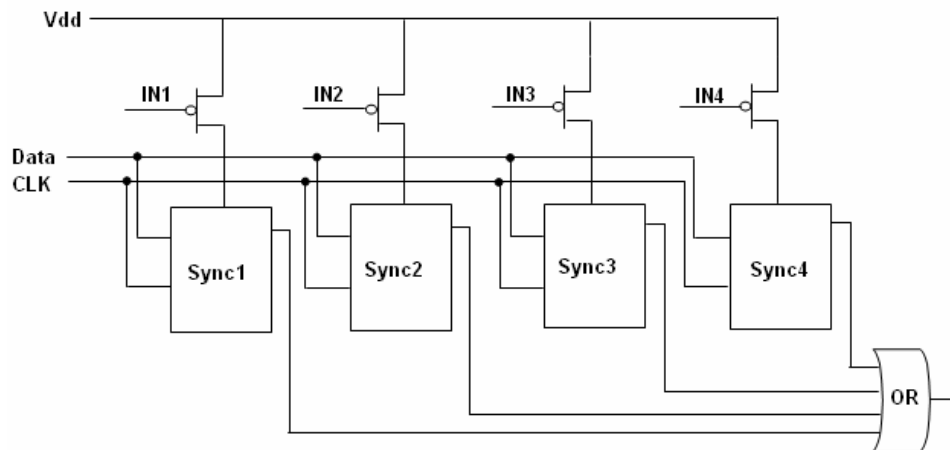 Vdd
IN1
IN2
IN3
IN4
Data
CLK
Sync1
Sync2
Sync3
Sync4
OR